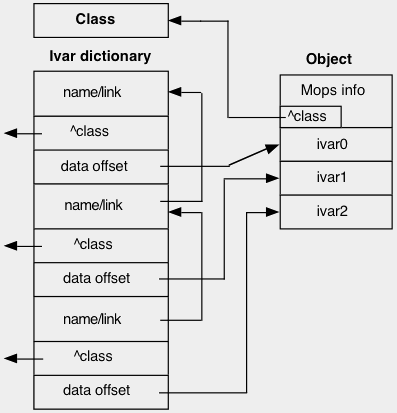 Class
Ivar dictionary
name/link
^class
data offset
name/link
^class
data offset
name/link
^class
data offset
Object
Mops info
^class
ivar0
ivar1
ivar2